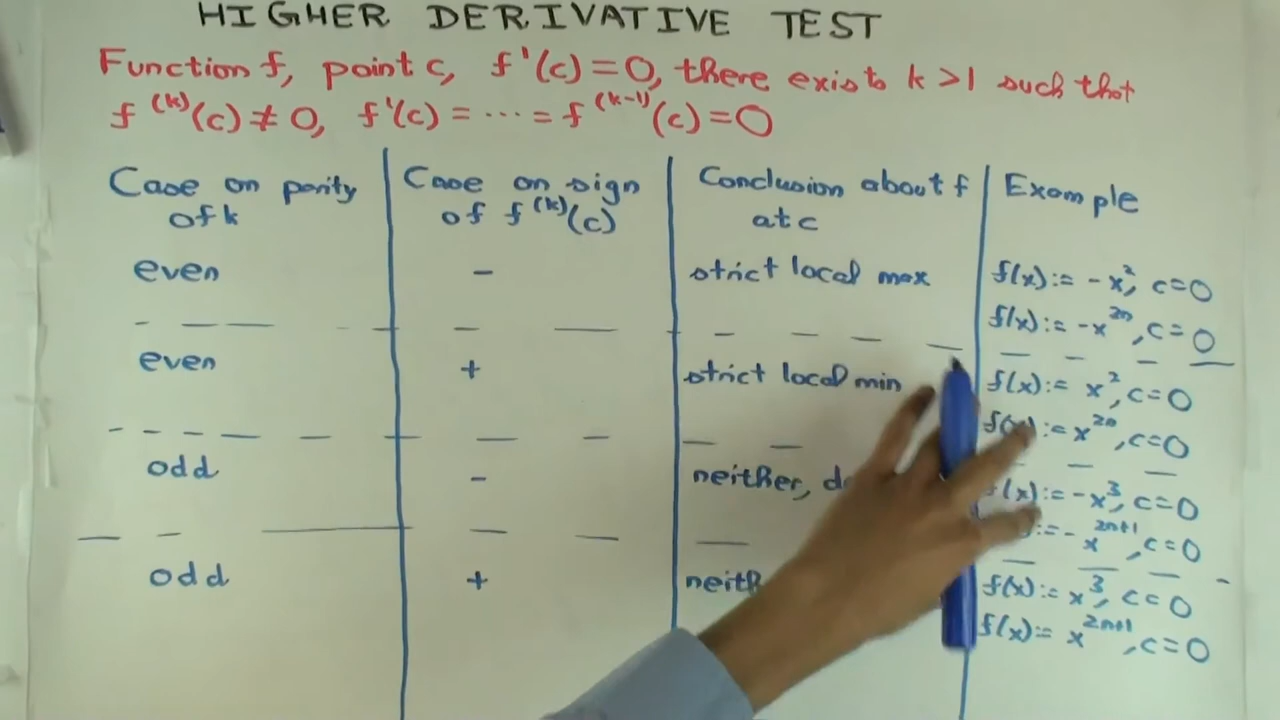 HIGHER DERIVATIVE TEST
Function f, point c, f'(c)=0, there exists k>1 such that
f^(k)(c)≠0, f'(c)=⋯=f^(k-1)(c)=0
Case on parity of k
Case on sign of f^(k)(c)
Conclusion about f at c
Example
even
-
strict local max
f(x):= -x², c=0
f(x):= -x^2n, c=0
even
+
strict local min
f(x):= x², c=0
f(x):= x^2n, c=0
odd
-
neither,
f(x):= -x³, c=0
:= -x^2n+1, c=0
odd
+
f(x):= x³, c=0
f(x):= x^2n+1, c=0